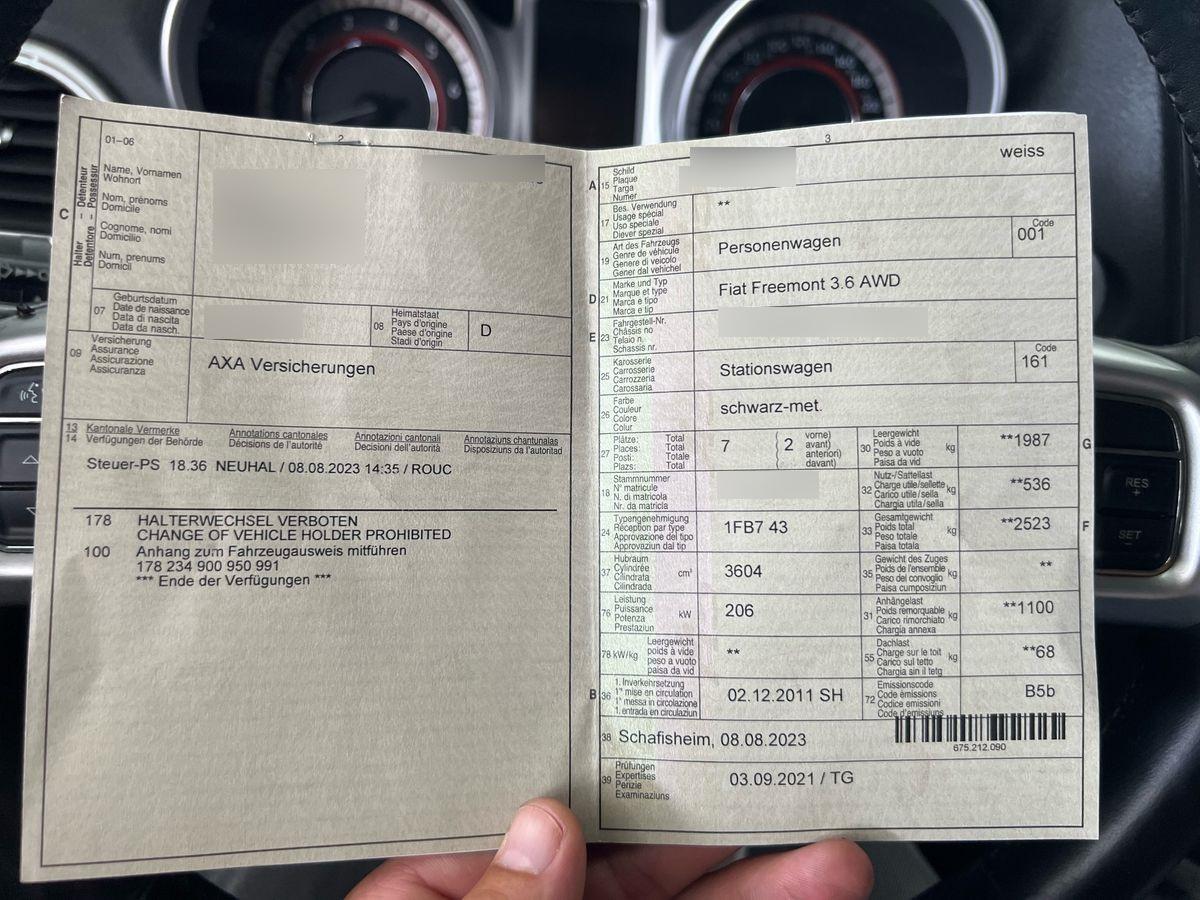 2
01–06
C
Halter – Détenteur
Detentore – Possessur
Name, Vornamen
Wohnort
Nom, prénoms
Domicile
Cognome, nomi
Domicilio
Num, prenums
Domicil
07
Geburtsdatum
Date de naissance
Data di nascita
Data da nasch.
08
Heimatstaat
Pays d'origine
Paese d'origine
Stadi d'origin
D
09
Versicherung
Assurance
Assicurazione
Assicuranza
AXA Versicherungen
13
14
Kantonale Vermerke
Verfügungen der Behörde
Annotations cantonales
Décisions de l'autorité
Annotazioni cantonali
Decisioni dell'autorità
Annotaziuns chantunalas
Disposiziuns da l'autoritad
Steuer-PS 18.36 NEUHAL / 08.08.2023 14:35 / ROUC
178 HALTERWECHSEL VERBOTEN
CHANGE OF VEHICLE HOLDER PROHIBITED
100 Anhang zum Fahrzeugausweis mitführen
178 234 900 950 991
*** Ende der Verfügungen ***
3
A 15
Schild
Plaque
Targa
Numer
weiss
17
Bes. Verwendung
Usage spécial
Uso speciale
Diever spezial
**
19
Art des Fahrzeugs
Genre de véhicule
Genere di veicolo
Gener dal vehichel
Personenwagen
Code
001
D 21
Marke und Typ
Marque et type
Marca e tipo
Marca e tip
Fiat Freemont 3.6 AWD
E 23
Fahrgestell-Nr.
Châssis no
Telaio n.
Schassis nr.
25
Karosserie
Carrosserie
Carrozzeria
Carossaria
Stationswagen
Code
161
26
Farbe
Couleur
Colore
Colur
schwarz-met.
27
Plätze: Total
Places: Total
Posti: Totale
Plazs: Total
7
2
vorne)
avant)
anteriori)
davant)
30
Leergewicht
Poids à vide
Peso a vuoto
Paisa da vid
kg
**1987
G
18
Stammnummer
N° matricule
N. di matricola
Nr. da matricla
32
Nutz-/Sattellast
Charge utile/sellette
Carico utile/sella
Chargia utila/sella
kg
**536
24
Typengenehmigung
Réception par type
Approvazione del tipo
Approvaziun dal tip
1FB7 43
33
Gesamtgewicht
Poids total
Peso totale
Paisa totala
kg
**2523
F
37
Hubraum
Cylindrée
Cilindrata
Cilindrada
cm³
3604
35
Gewicht des Zuges
Poids de l'ensemble
Peso del convoglio
Paisa cumposiziun
kg
**
76
Leistung
Puissance
Potenza
Prestaziun
kW
206
31
Anhängelast
Poids remorquable
Carico rimorchiato
Chargia annexa
kg
**1100
78 kW/kg
Leergewicht
poids à vide
peso a vuoto
paisa da vid
**
55
Dachlast
Charge sur le toit
Carico sul tetto
Chargia sin il tetg
kg
**68
B 36
1. Inverkehrsetzung
1re mise en circulation
1a messa in circolazione
1. entrada en circulaziun
02.12.2011 SH
72
Emissionscode
Code émissions
Codice emissioni
Code d'emissiuns
B5b
38 Schafisheim, 08.08.2023
675.212.090
39
Prüfungen
Expertises
Perizie
Examinaziuns
03.09.2021 / TG
RES
+
SET
–